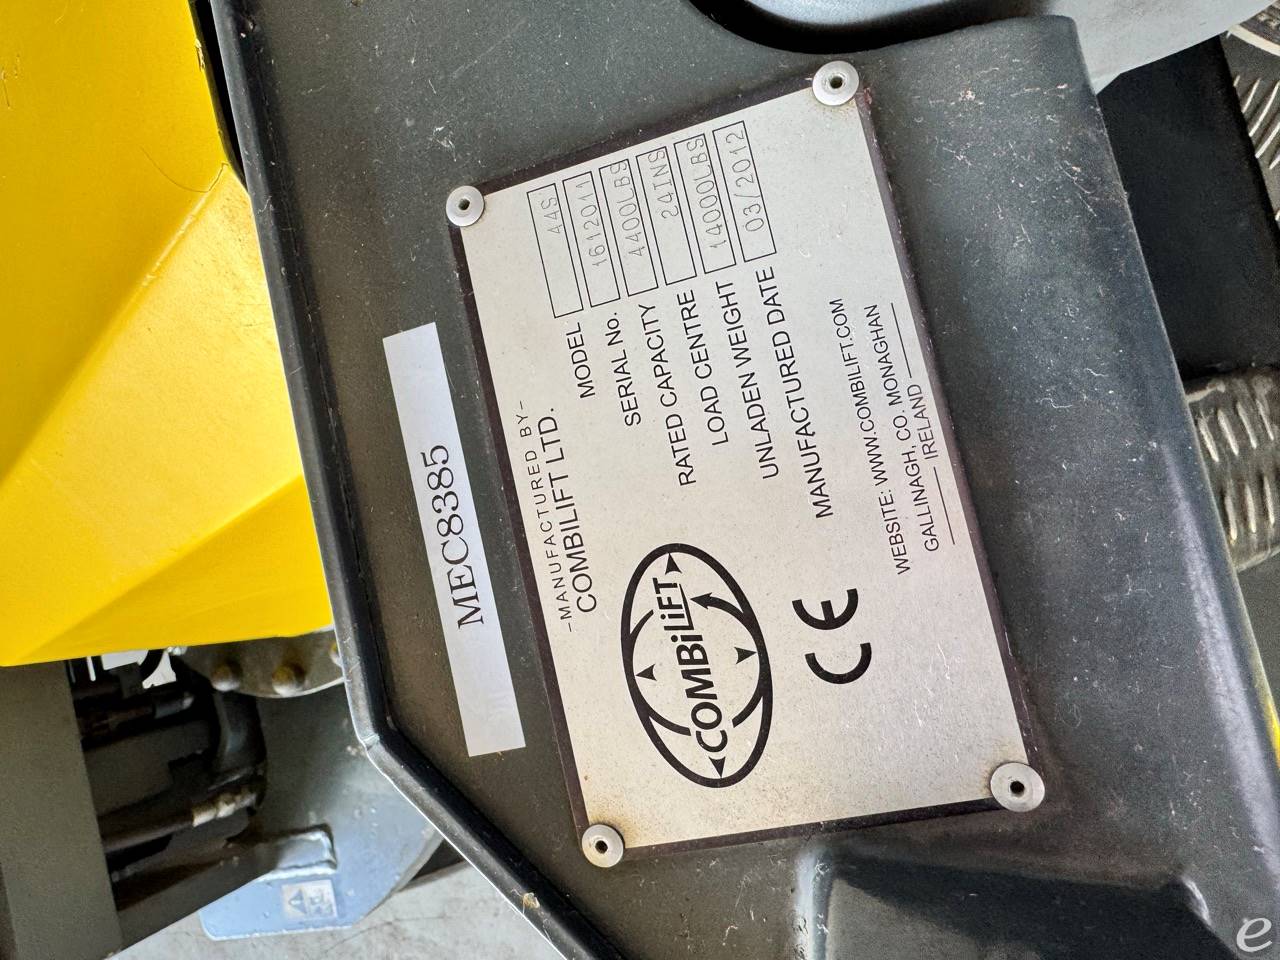 MEC8385
–MANUFACTURED BY–
COMBILIFT LTD.
MODEL 44S
SERIAL No. 1612011
RATED CAPACITY 4400LBS
LOAD CENTRE 24INS
UNLADEN WEIGHT 14000LBS
MANUFACTURED DATE 03/2012
COMBiLiFT
CE
WEBSITE: WWW.COMBILIFT.COM
GALLINAGH, CO. MONAGHAN
IRELAND
e